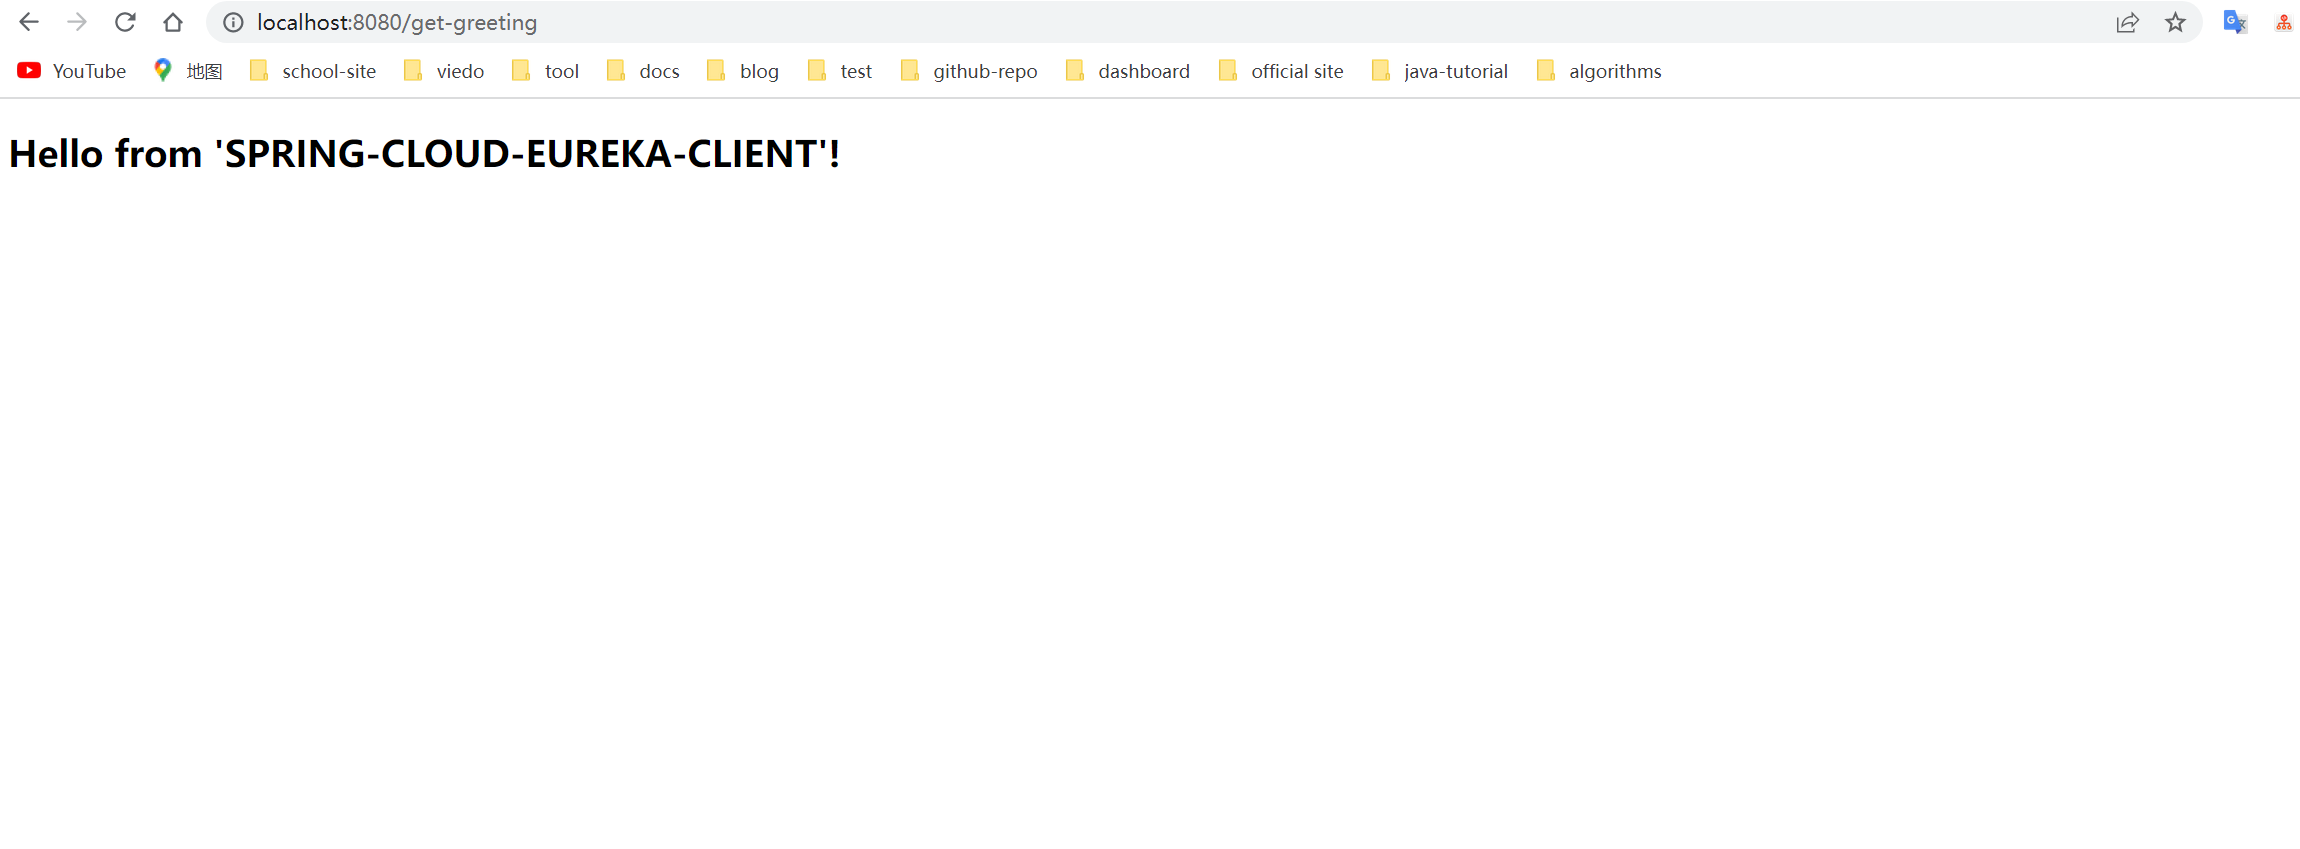 localhost:8080/get-greeting
YouTube 地图 school-site viedo tool docs blog test github-repo dashboard official site java-tutorial algorithms
Hello from 'SPRING-CLOUD-EUREKA-CLIENT'!